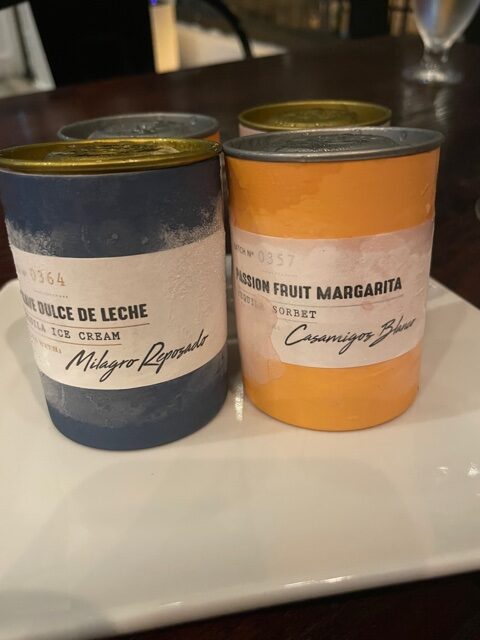 0364
DULCE DE LECHE
ICE CREAM
Milagro Reposado
BATCH Nº 0357
PASSION FRUIT MARGARITA
SORBET
Casamigos Blanco